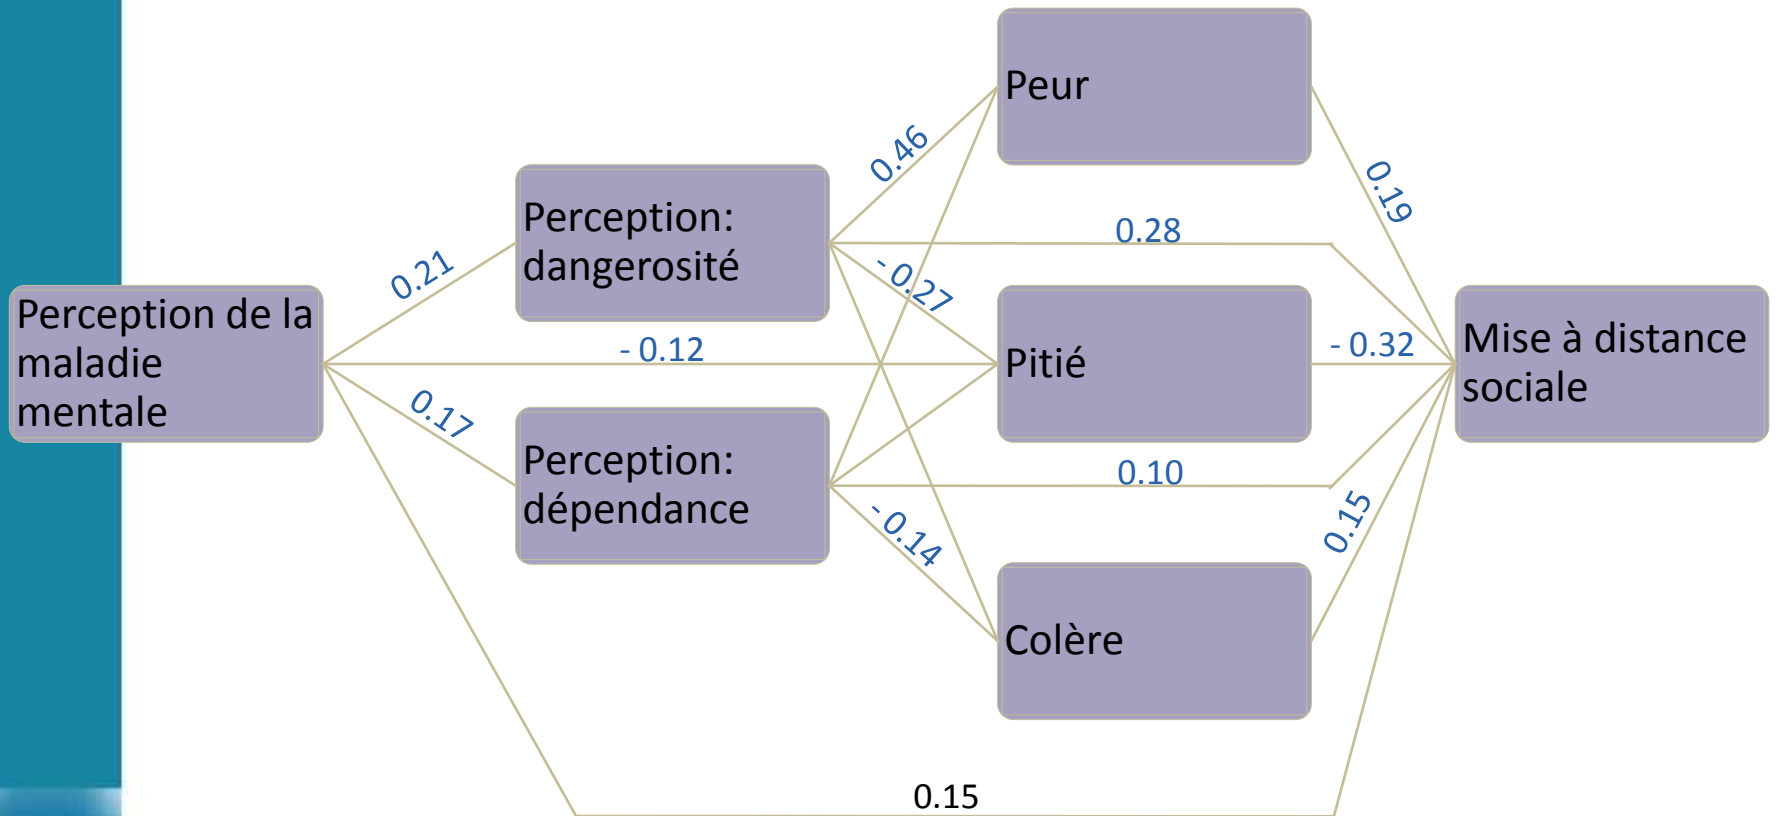 Peur
0.46
0.19
Perception:
dangerosité
0.28
0.21
- 0.27
Perception de la
maladie
mentale
- 0.12
Pitié
- 0.32
Mise à distance
sociale
0.17
Perception:
dépendance
0.10
- 0.14
0.15
Colère
0.15